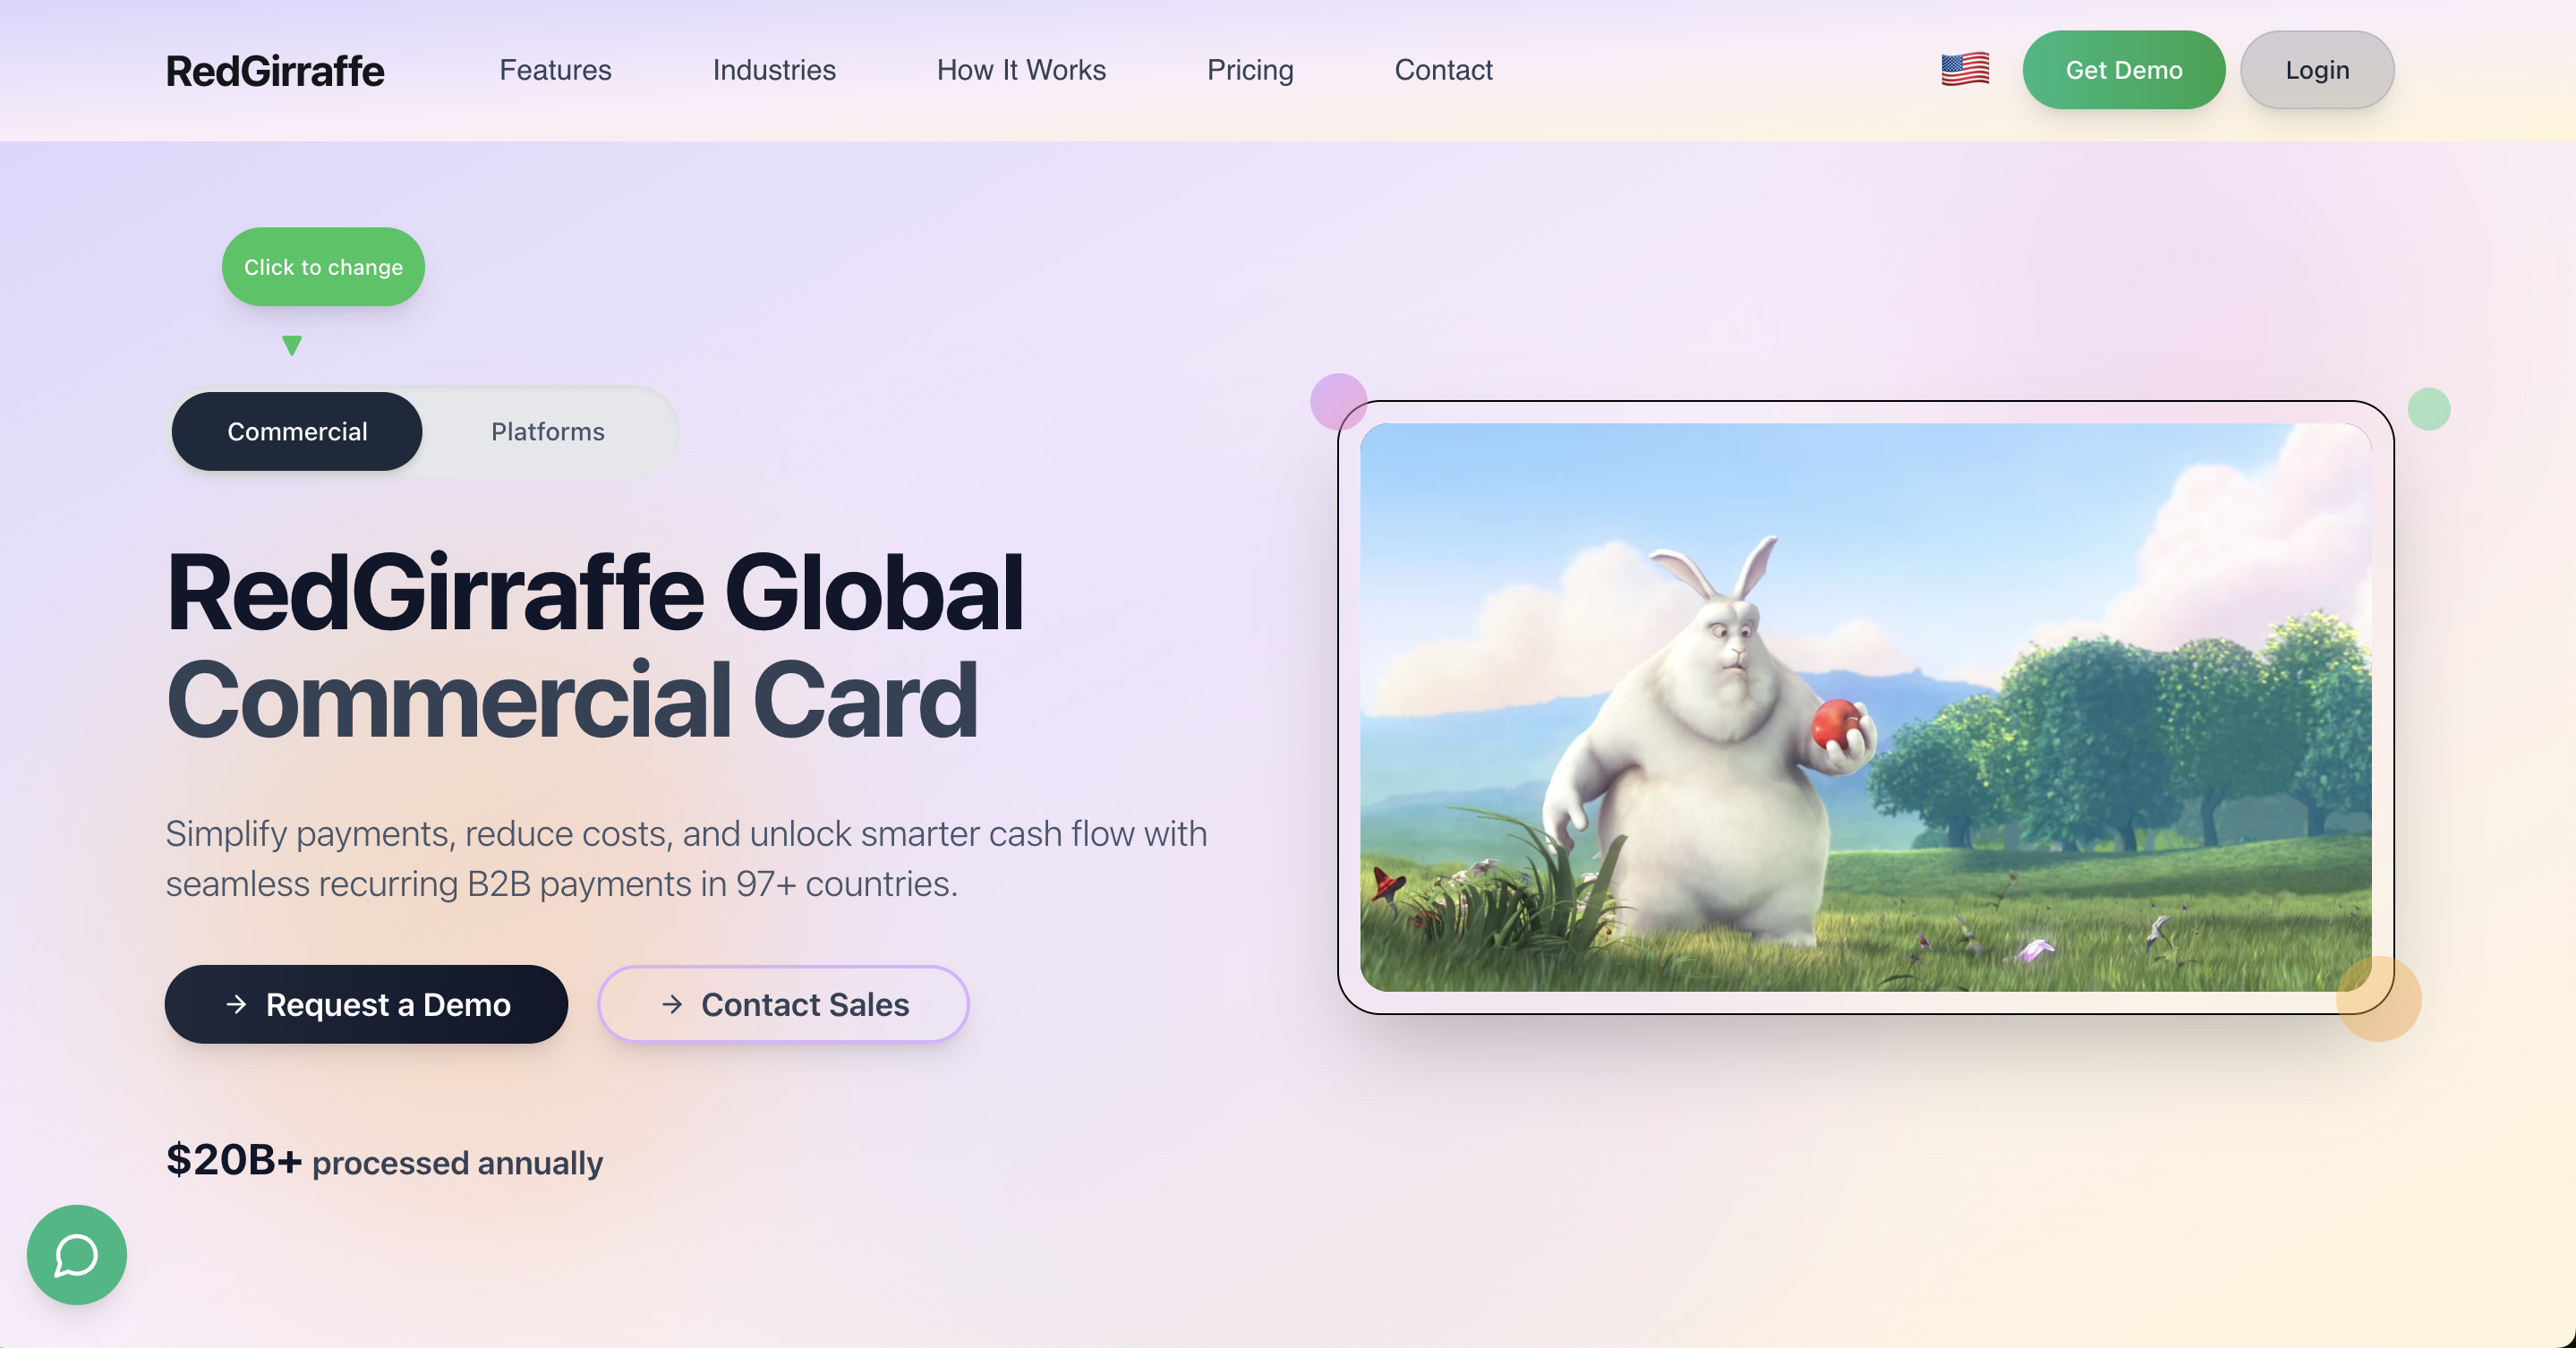 RedGirraffe
Features
Industries
How It Works
Pricing
Contact
Get Demo
Login
Click to change
Commercial
Platforms
RedGirraffe Global
Commercial Card
Simplify payments, reduce costs, and unlock smarter cash flow with
seamless recurring B2B payments in 97+ countries.
→ Request a Demo
→ Contact Sales
$20B+ processed annually